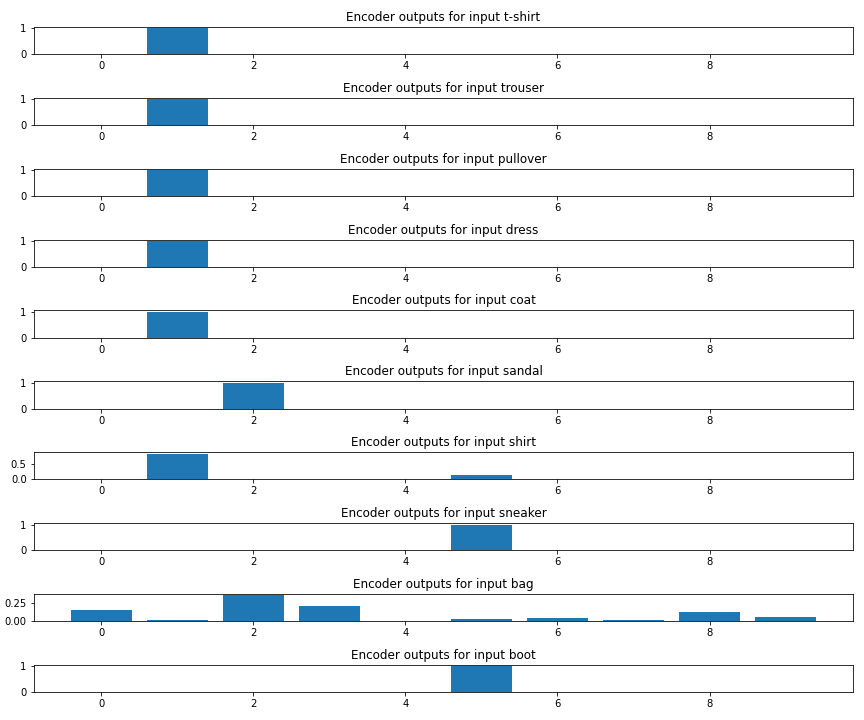 Encoder outputs for input t-shirt
1
0
0 2 4 6 8
Encoder outputs for input trouser
1
0
0 2 4 6 8
Encoder outputs for input pullover
1
0
0 2 4 6 8
Encoder outputs for input dress
1
0
0 2 4 6 8
Encoder outputs for input coat
1
0
0 2 4 6 8
Encoder outputs for input sandal
1
0
0 2 4 6 8
Encoder outputs for input shirt
0.5
0.0
0 2 4 6 8
Encoder outputs for input sneaker
1
0
0 2 4 6 8
Encoder outputs for input bag
0.25
0.00
0 2 4 6 8
Encoder outputs for input boot
1
0
0 2 4 6 8